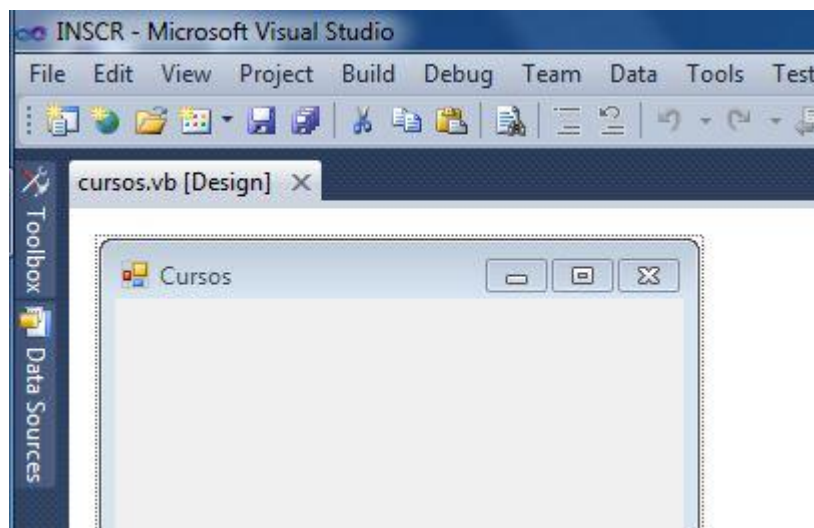 INSCR - Microsoft Visual Studio
File Edit View Project Build Debug Team Data Tools Test
cursos.vb [Design]
Toolbox
Cursos
Data Sources